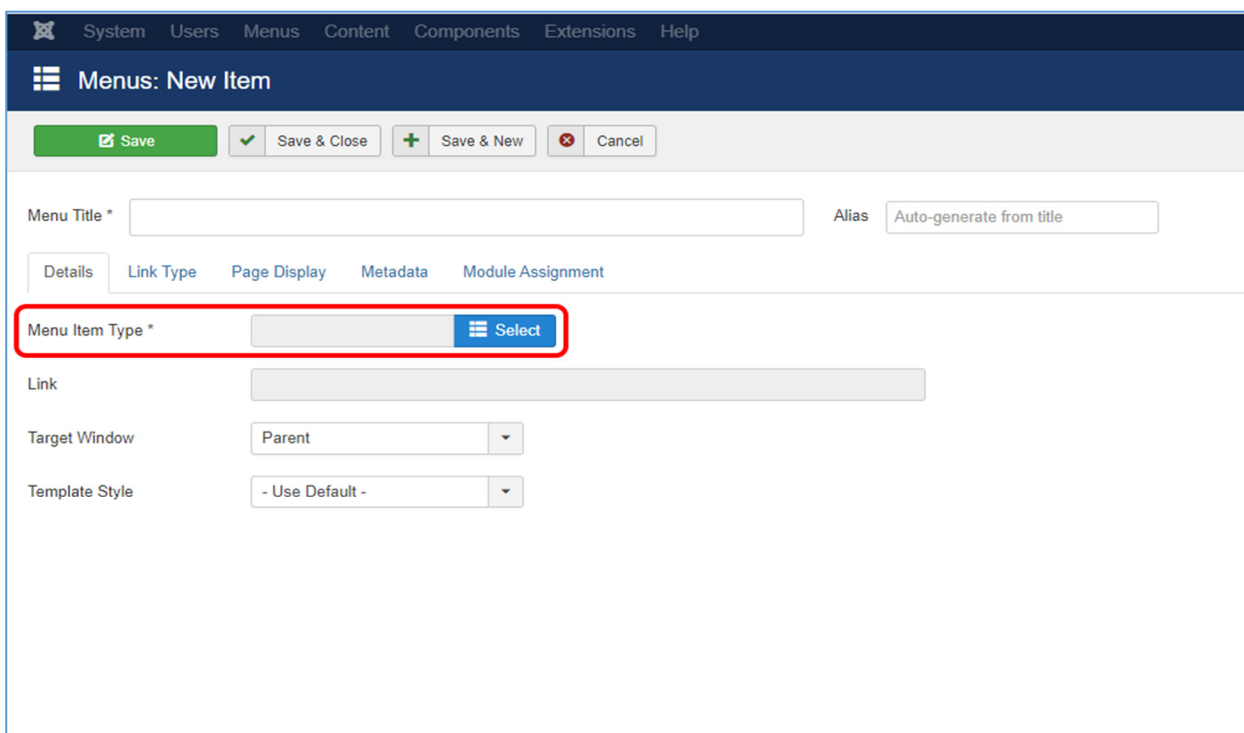 System Users Menus Content Components Extensions Help
Menus: New Item
Save Save & Close Save & New Cancel
Menu Title * Alias Auto-generate from title
Details Link Type Page Display Metadata Module Assignment
Menu Item Type * Select
Link
Target Window Parent
Template Style - Use Default -